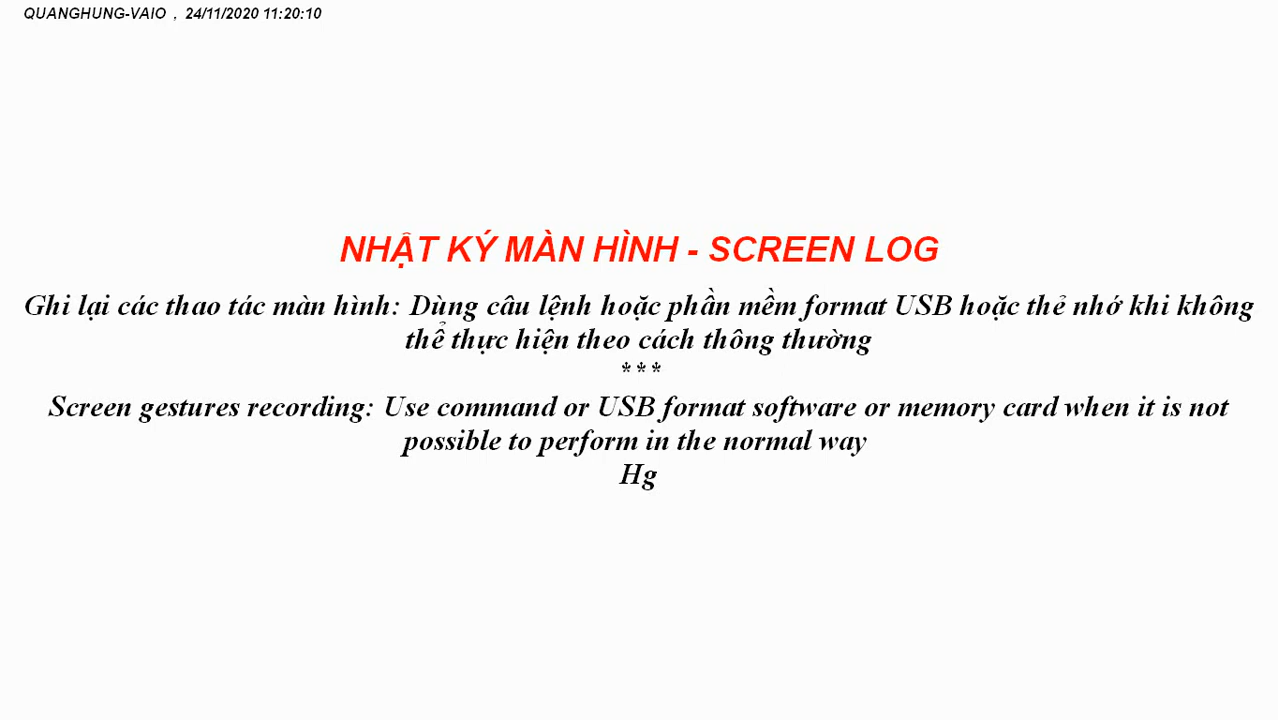 QUANGHUNG-VAIO , 24/11/2020 11:20:10
NHẬT KÝ MÀN HÌNH - SCREEN LOG
Ghi lại các thao tác màn hình: Dùng câu lệnh hoặc phần mềm format USB hoặc thẻ nhớ khi không
thể thực hiện theo cách thông thường
***
Screen gestures recording: Use command or USB format software or memory card when it is not
possible to perform in the normal way
Hg